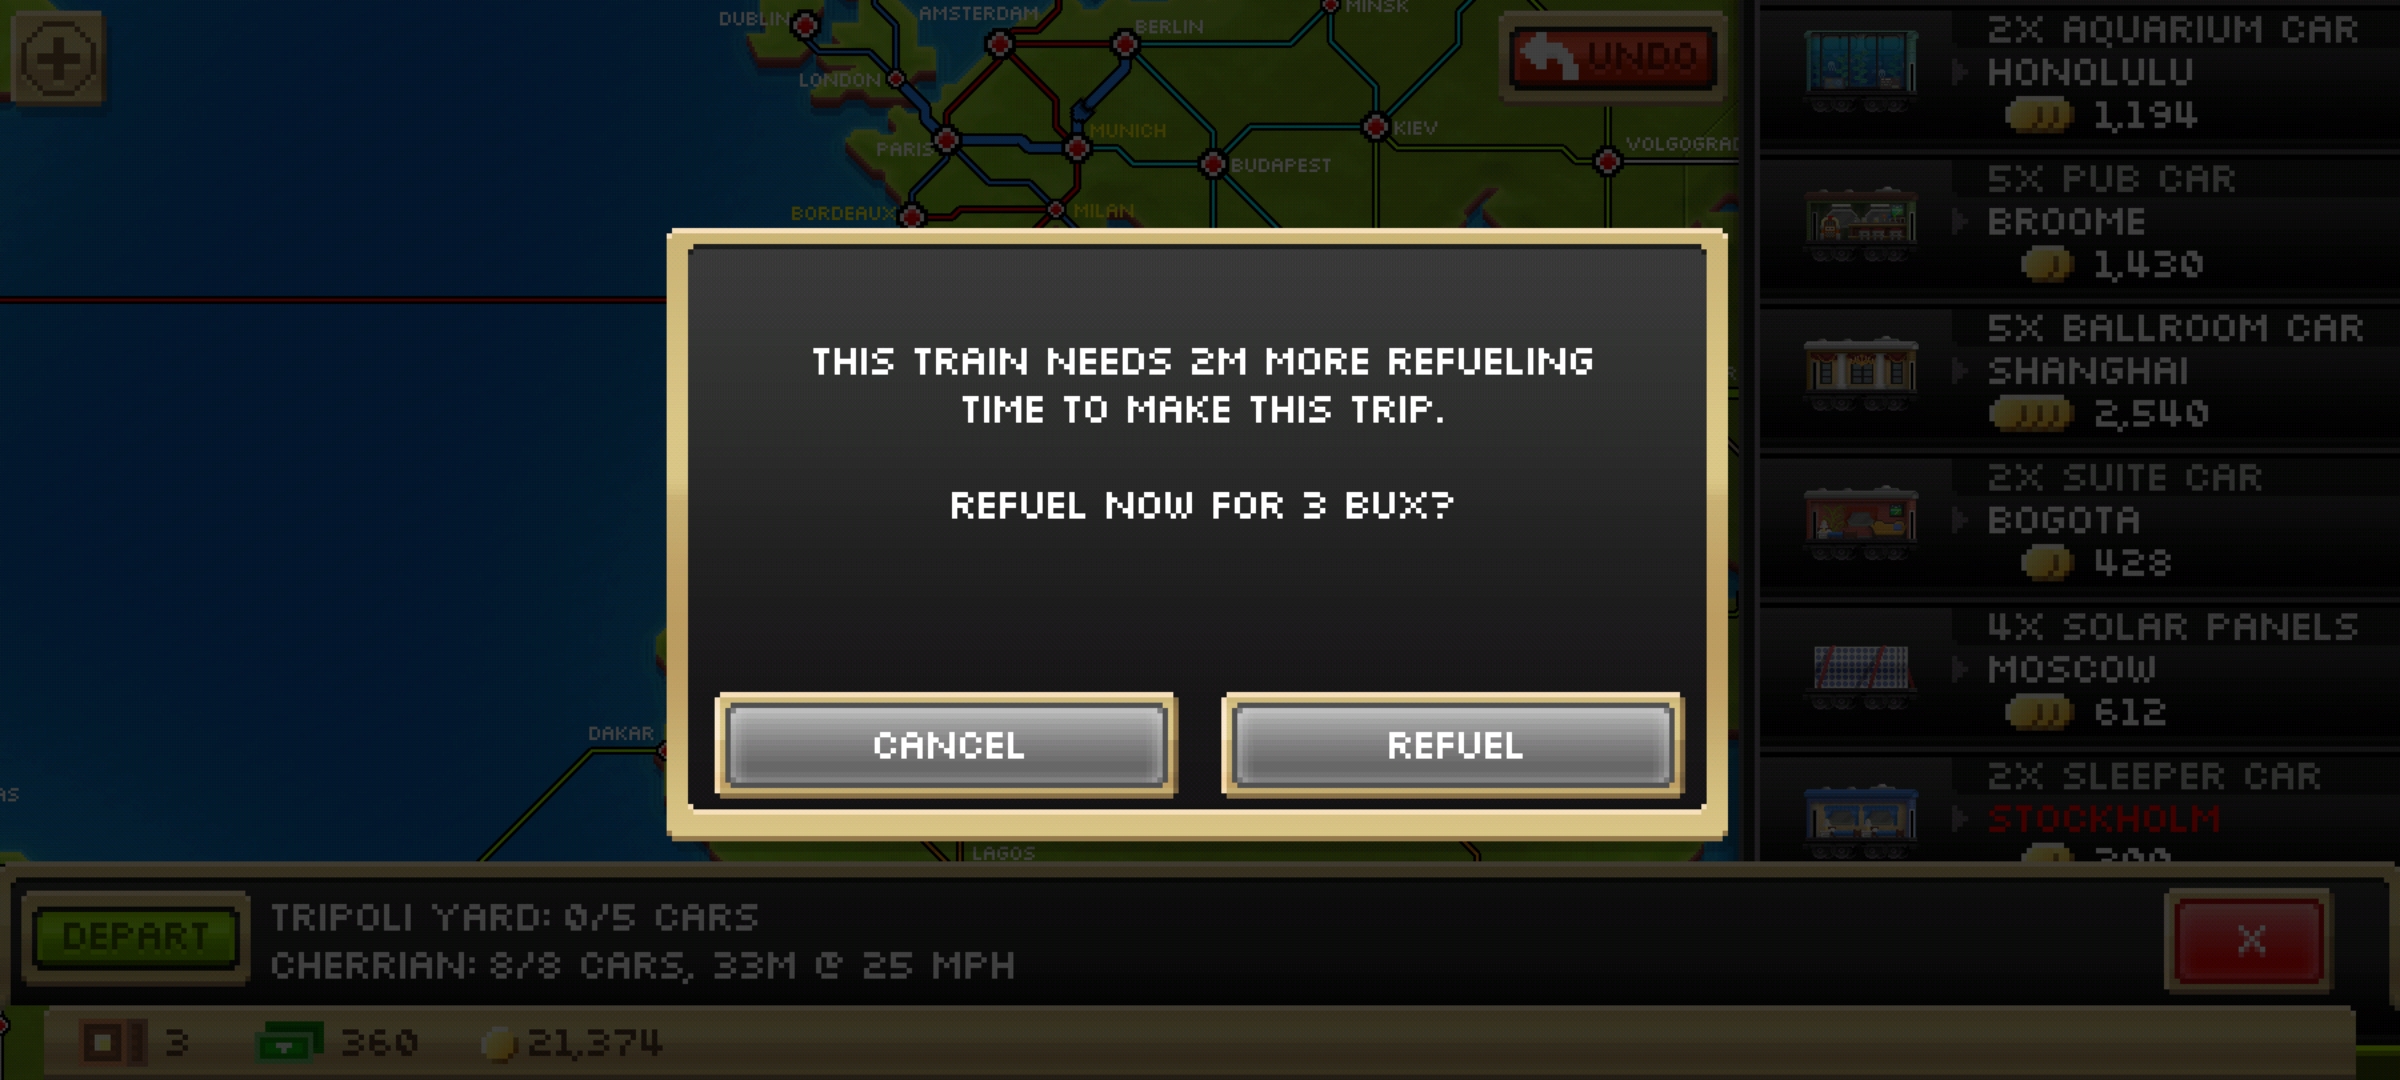 DUBLIN
AMSTERDAM
BERLIN
MINSK
LONDON
PARIS
MUNICH
BUDAPEST
KIEV
BORDEAUX
MILAN
UNDO
2X AQUARIUM CAR
HONOLULU
1,194
5X PUB CAR
BROOME
1,430
5X BALLROOM CAR
SHANGHAI
2,540
2X SUITE CAR
BOGOTA
428
4X SOLAR PANELS
MOSCOW
612
2X SLEEPER CAR
STOCKHOLM
THIS TRAIN NEEDS 2M MORE REFUELING
TIME TO MAKE THIS TRIP.
REFUEL NOW FOR 3 BUX?
CANCEL
REFUEL
DAKAR
LAGOS
DEPART
TRIPOLI YARD: 0/5 CARS
CHERRIAN: 8/8 CARS, 33M @ 25 MPH
X
3
360
21,374